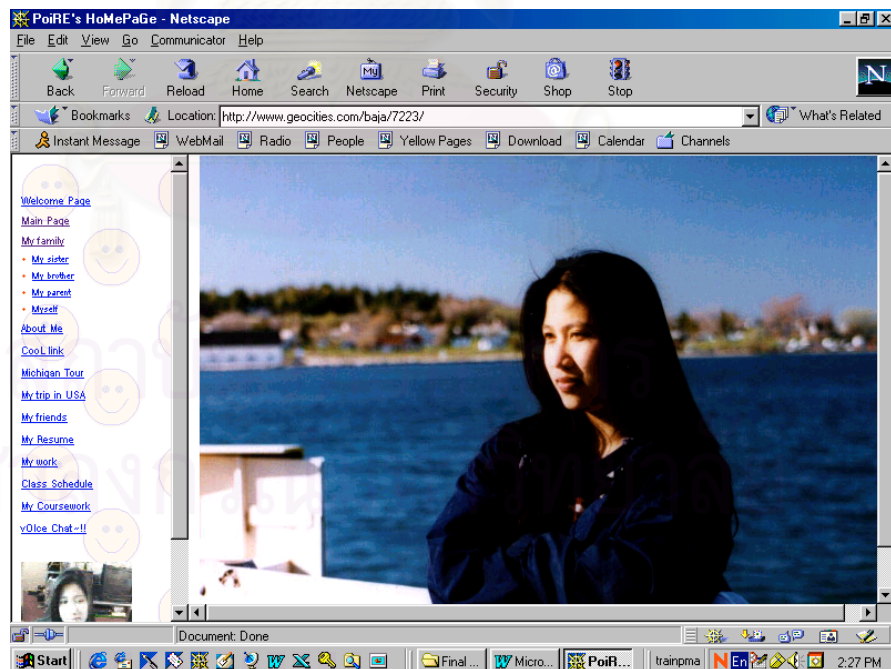 PoiRE's HoMePaGe - Netscape
File Edit View Go Communicator Help
Back Forward Reload Home Search Netscape Print Security Shop Stop
Bookmarks Location: http://www.geocities.com/baja/7223/ What's Related
Instant Message WebMail Radio People Yellow Pages Download Calendar Channels
Welcome Page
Main Page
My family
My sister
My brother
My parent
Myself
About Me
CooL link
Michigan Tour
My trip in USA
My friends
My Resume
My work
Class Schedule
My Coursework
vOIce Chat~!!
Document: Done
Start Final ... Micro... PoiR... trainpma En 2:27 PM